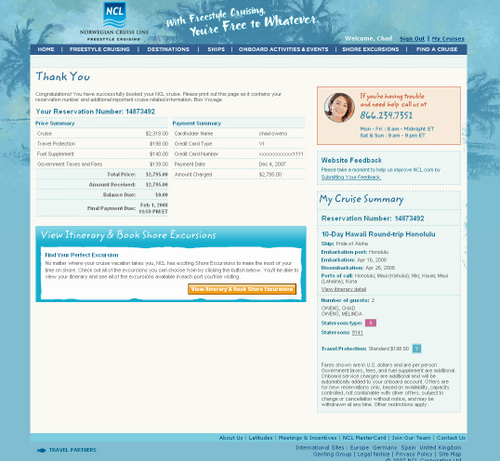 NCL
NORWEGIAN CRUISE LINE
FREESTYLE CRUISING
With Freestyle Cruising,
You're Free to Whatever.
Welcome, Chad Sign Out | My Cruises
HOME | FREESTYLE CRUISING | DESTINATIONS | SHIPS | ONBOARD ACTIVITIES & EVENTS | SHORE EXCURSIONS | FIND A CRUISE
Thank You
Congratulations! You have successfully booked your NCL cruise. Please print out this page as it contains your
reservation number and additional important cruise-related information. Bon Voyage.
Your Reservation Number: 14873492
Price Summary Payment Summary
Cruise $2,318.00 Cardholder Name chad owens
Travel Protection $198.00 Credit Card Type VI
Fuel Supplement $140.00 Credit Card Number xxxxxxxxxxxx1111
Government Taxes and Fees $139.00 Payment Date Dec 4, 2007
Total Price: $2,795.00 Amount Charged $2,795.00
Amount Received: $2,795.00
Balance Due: $0.00
Final Payment Due: Feb 1, 2008
11:59 PM ET
View Itinerary & Book Shore Excursions
Find Your Perfect Excursion
No matter where your cruise vacation takes you, NCL has exciting Shore Excursions to make the most of your
time on shore. Check out all of the excursions you can choose from by clicking the button below. You'll be able to
view your itinerary and see all of the excursions available in each port you'll be visiting.
View Itinerary & Book Shore Excursions
If you're having trouble
and need help call us at
866.234.7351
Mon - Fri : 8am - Midnight ET
Sat & Sun : 9am - 9pm ET
Website Feedback
Please take a moment to help us improve NCL.com by
Submitting Your Feedback.
My Cruise Summary
Reservation Number: 14873492
10-Day Hawaii Round-trip Honolulu
Ship: Pride of Aloha
Embarkation port: Honolulu
Embarkation: Apr 16, 2008
Disembarkation: Apr 26, 2008
Ports of call: Honolulu; Maui (Kahului); Hilo; Kauai; Maui
(Lahaina); Kona
View itinerary detail
Number of guests: 2
OWENS, CHAD
OWENS, MELINDA
Stateroom type:
Stateroom: 9141
Travel Protection: Standard $198.00
Fares shown are in U.S. dollars and are per person.
Government taxes, fees, and fuel supplement are additional.
Onboard service charges are additional and will be
automatically added to your onboard account. Offers are
for new reservations only, based on availability, capacity
controlled, not combinable with other offers, subject to
change or cancellation without notice, and may be
withdrawn at any time. Other restrictions apply.
About Us | Latitudes | Meetings & Incentives | NCL MasterCard | Join Our Team | Contact Us
TRAVEL PARTNERS
International Sites | Europe Germany Spain United Kingdom
Genting Group | Legal Notice | Privacy Policy | Site Map
© 2007 NCL Corporation Ltd